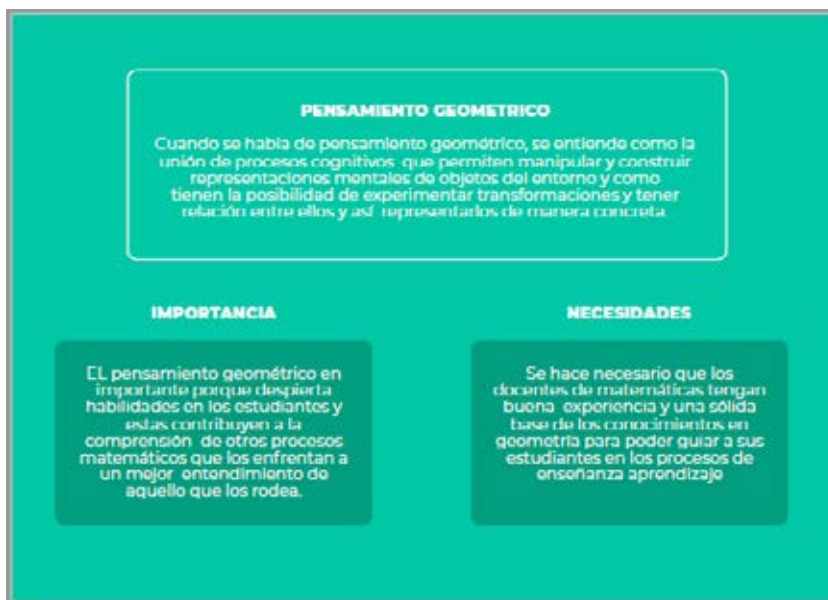 PENSAMIENTO GEOMETRICO
Cuando se habla de pensamiento geométrico, se entiende como la
unión de procesos cognitivos que permiten manipular y construir
representaciones mentales de objetos del entorno y como
tienen la posibilidad de experimentar transformaciones y tener
relación entre ellos y así representarlos de manera concreta.
IMPORTANCIA
EL pensamiento geométrico en
importante porque despierta
habilidades en los estudiantes y
estas contribuyen a la
comprensión de otros procesos
matemáticos que los enfrentan a
un mejor entendimiento de
aquello que los rodea.
NECESIDADES
Se hace necesario que los
docentes de matemáticas tengan
buena experiencia y una sólida
base de los conocimientos en
geometría para poder guiar a sus
estudiantes en los procesos de
enseñanza aprendizaje